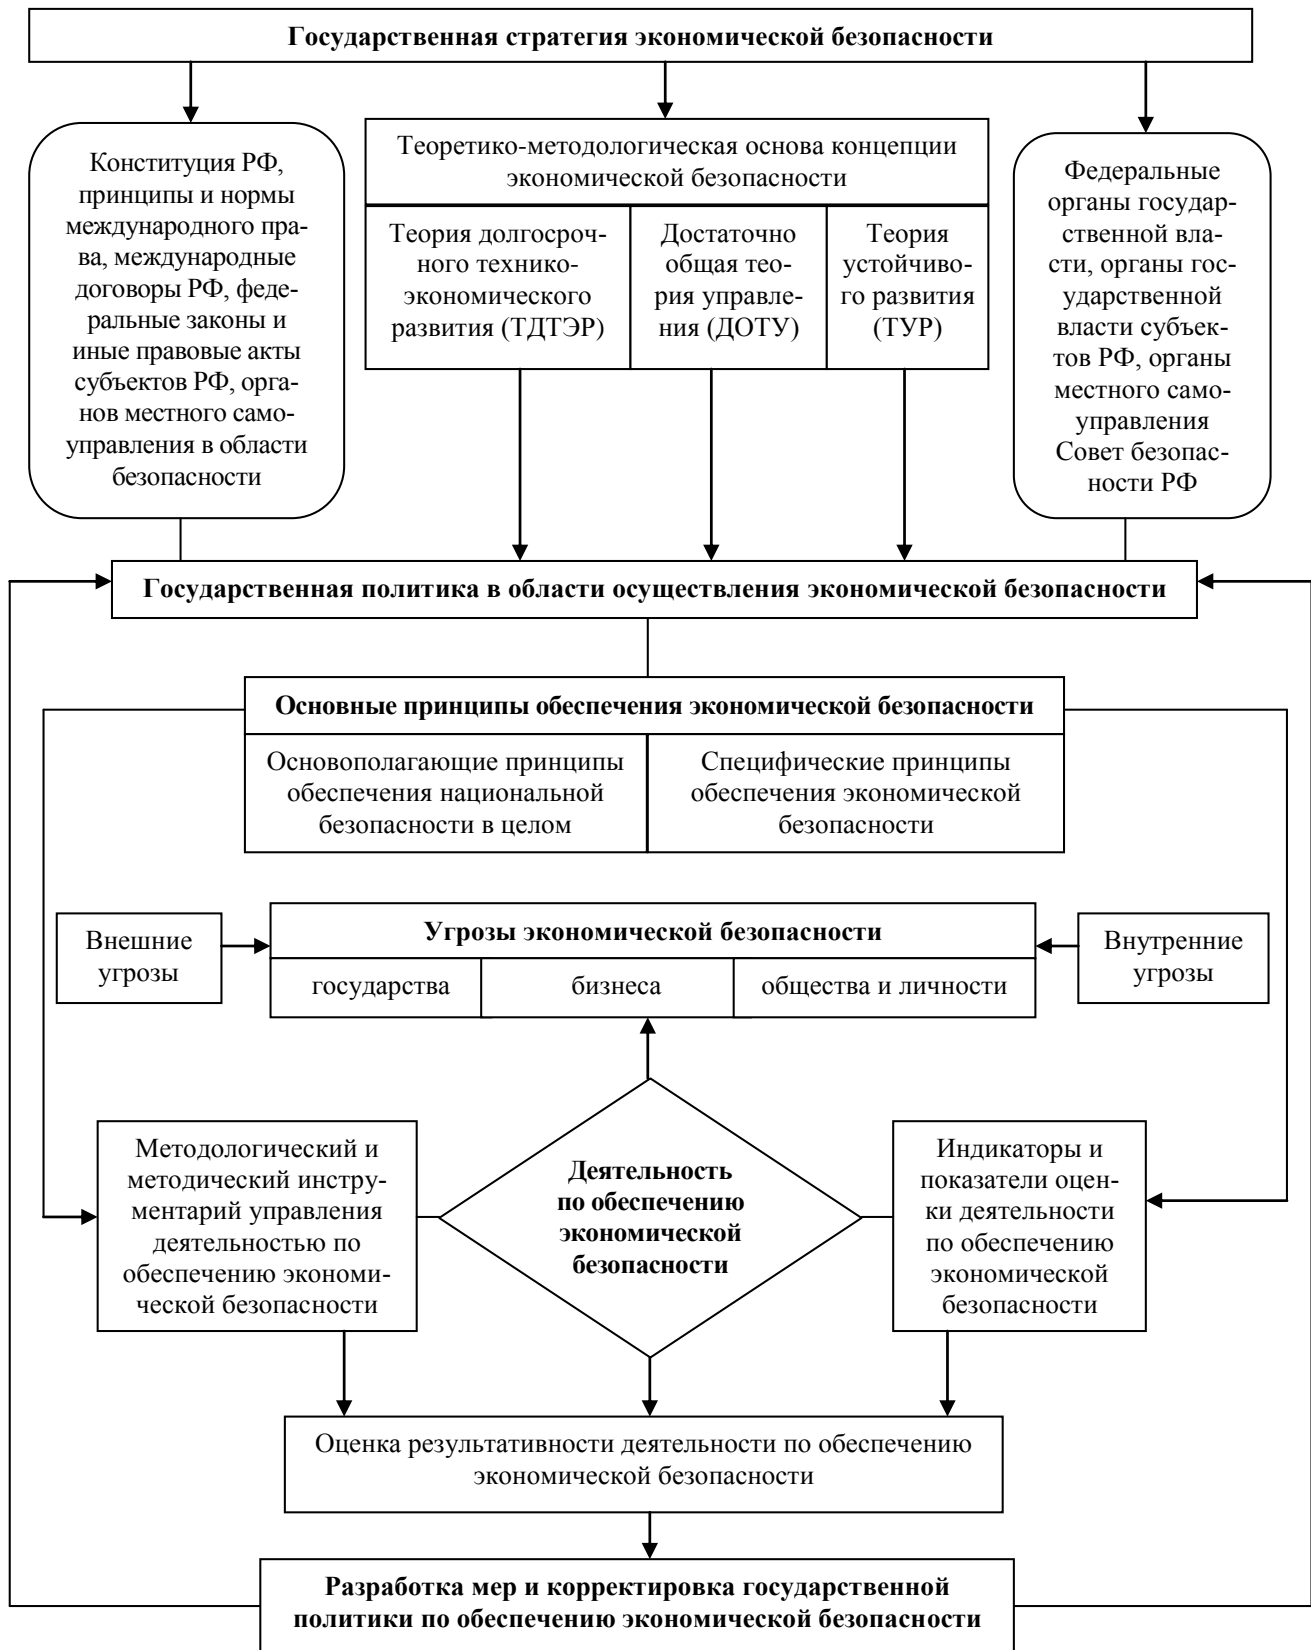 Государственная стратегия экономической безопасности
Конституция РФ,
принципы и нормы
международного пра-
ва, международные
договоры РФ, феде-
ральные законы и
иные правовые акты
субъектов РФ, орга-
нов местного само-
управления в области
безопасности
Теоретико-методологическая основа концепции
экономической безопасности
Теория долгосроч-
ного технико-
экономического
развития (ТДТЭР)
Достаточно
общая тео-
рия управле-
ния (ДОТУ)
Теория
устойчиво-
го развития
(ТУР)
Федеральные
органы государ-
ственной вла-
сти, органы гос-
ударственной
власти субъек-
тов РФ, органы
местного само-
управления
Совет безопас-
ности РФ
Государственная политика в области осуществления экономической безопасности
Основные принципы обеспечения экономической безопасности
Основополагающие принципы
обеспечения национальной
безопасности в целом
Специфические принципы
обеспечения экономической
безопасности
Внешние
угрозы
Угрозы экономической безопасности
государства
бизнеса
общества и личности
Внутренние
угрозы
Методологический и
методический инстру-
ментарий управления
деятельностью по
обеспечению экономи-
ческой безопасности
Деятельность
по обеспечению
экономической
безопасности
Индикаторы и
показатели оцен-
ки деятельности
по обеспечению
экономической
безопасности
Оценка результативности деятельности по обеспечению
экономической безопасности
Разработка мер и корректировка государственной
политики по обеспечению экономической безопасности